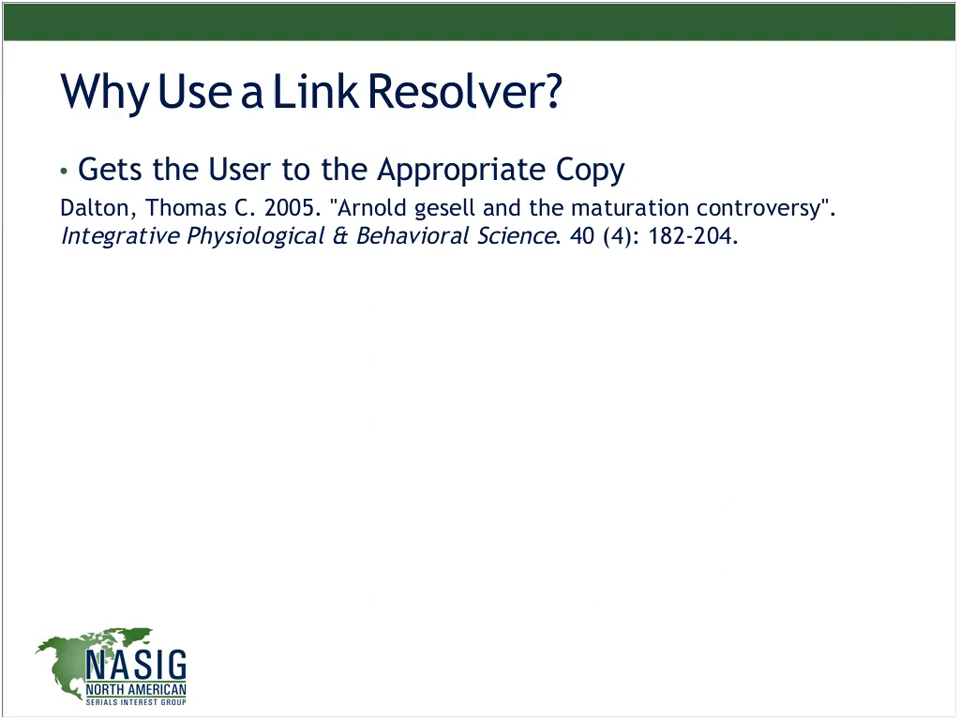 Why Use a Link Resolver?
• Gets the User to the Appropriate Copy
Dalton, Thomas C. 2005. "Arnold gesell and the maturation controversy".
Integrative Physiological & Behavioral Science. 40 (4): 182-204.
NASIG
NORTH AMERICAN
SERIALS INTEREST GROUP